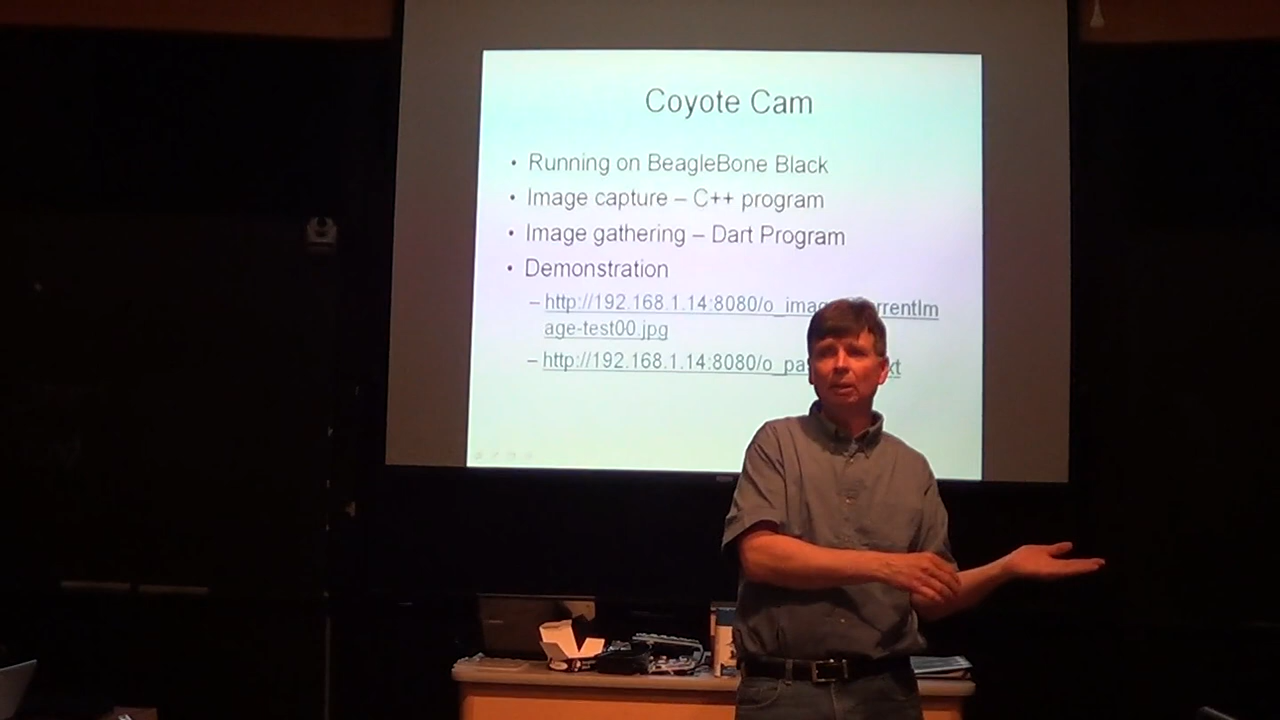 Coyote Cam
• Running on BeagleBone Black
• Image capture – C++ program
• Image gathering – Dart Program
• Demonstration
– http://192.168.1.14:8080/o_ima rrentIm
age-test00.jpg
– http://192.168.1.14:8080/o_pa xt